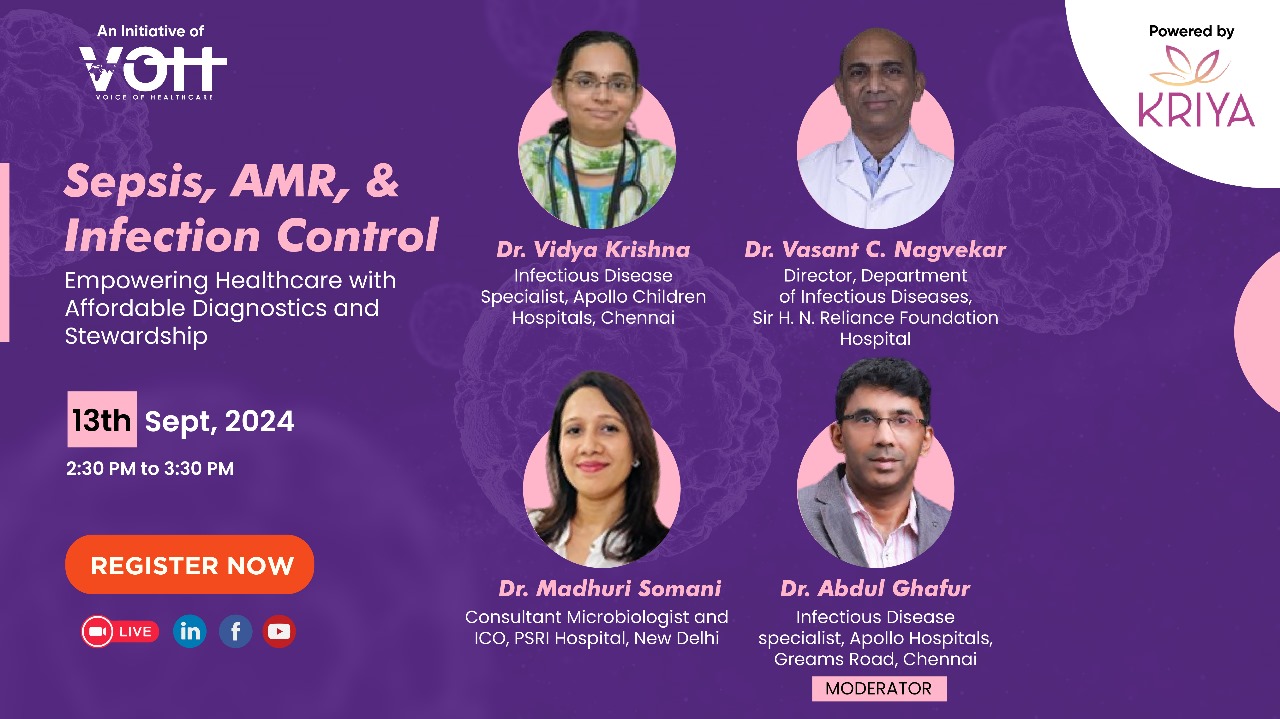 An Initiative of
VOH
VOICE OF HEALTHCARE
Powered by
KRIYA
Sepsis, AMR, &
Infection Control
Empowering Healthcare with
Affordable Diagnostics and
Stewardship
13th Sept, 2024
2:30 PM to 3:30 PM
REGISTER NOW
LIVE
in
f
Dr. Vidya Krishna
Infectious Disease
Specialist, Apollo Children
Hospitals, Chennai
Dr. Vasant C. Nagvekar
Director, Department
of Infectious Diseases,
Sir H. N. Reliance Foundation
Hospital
Dr. Madhuri Somani
Consultant Microbiologist and
ICO, PSRI Hospital, New Delhi
Dr. Abdul Ghafur
Infectious Disease
specialist, Apollo Hospitals,
Greams Road, Chennai
MODERATOR